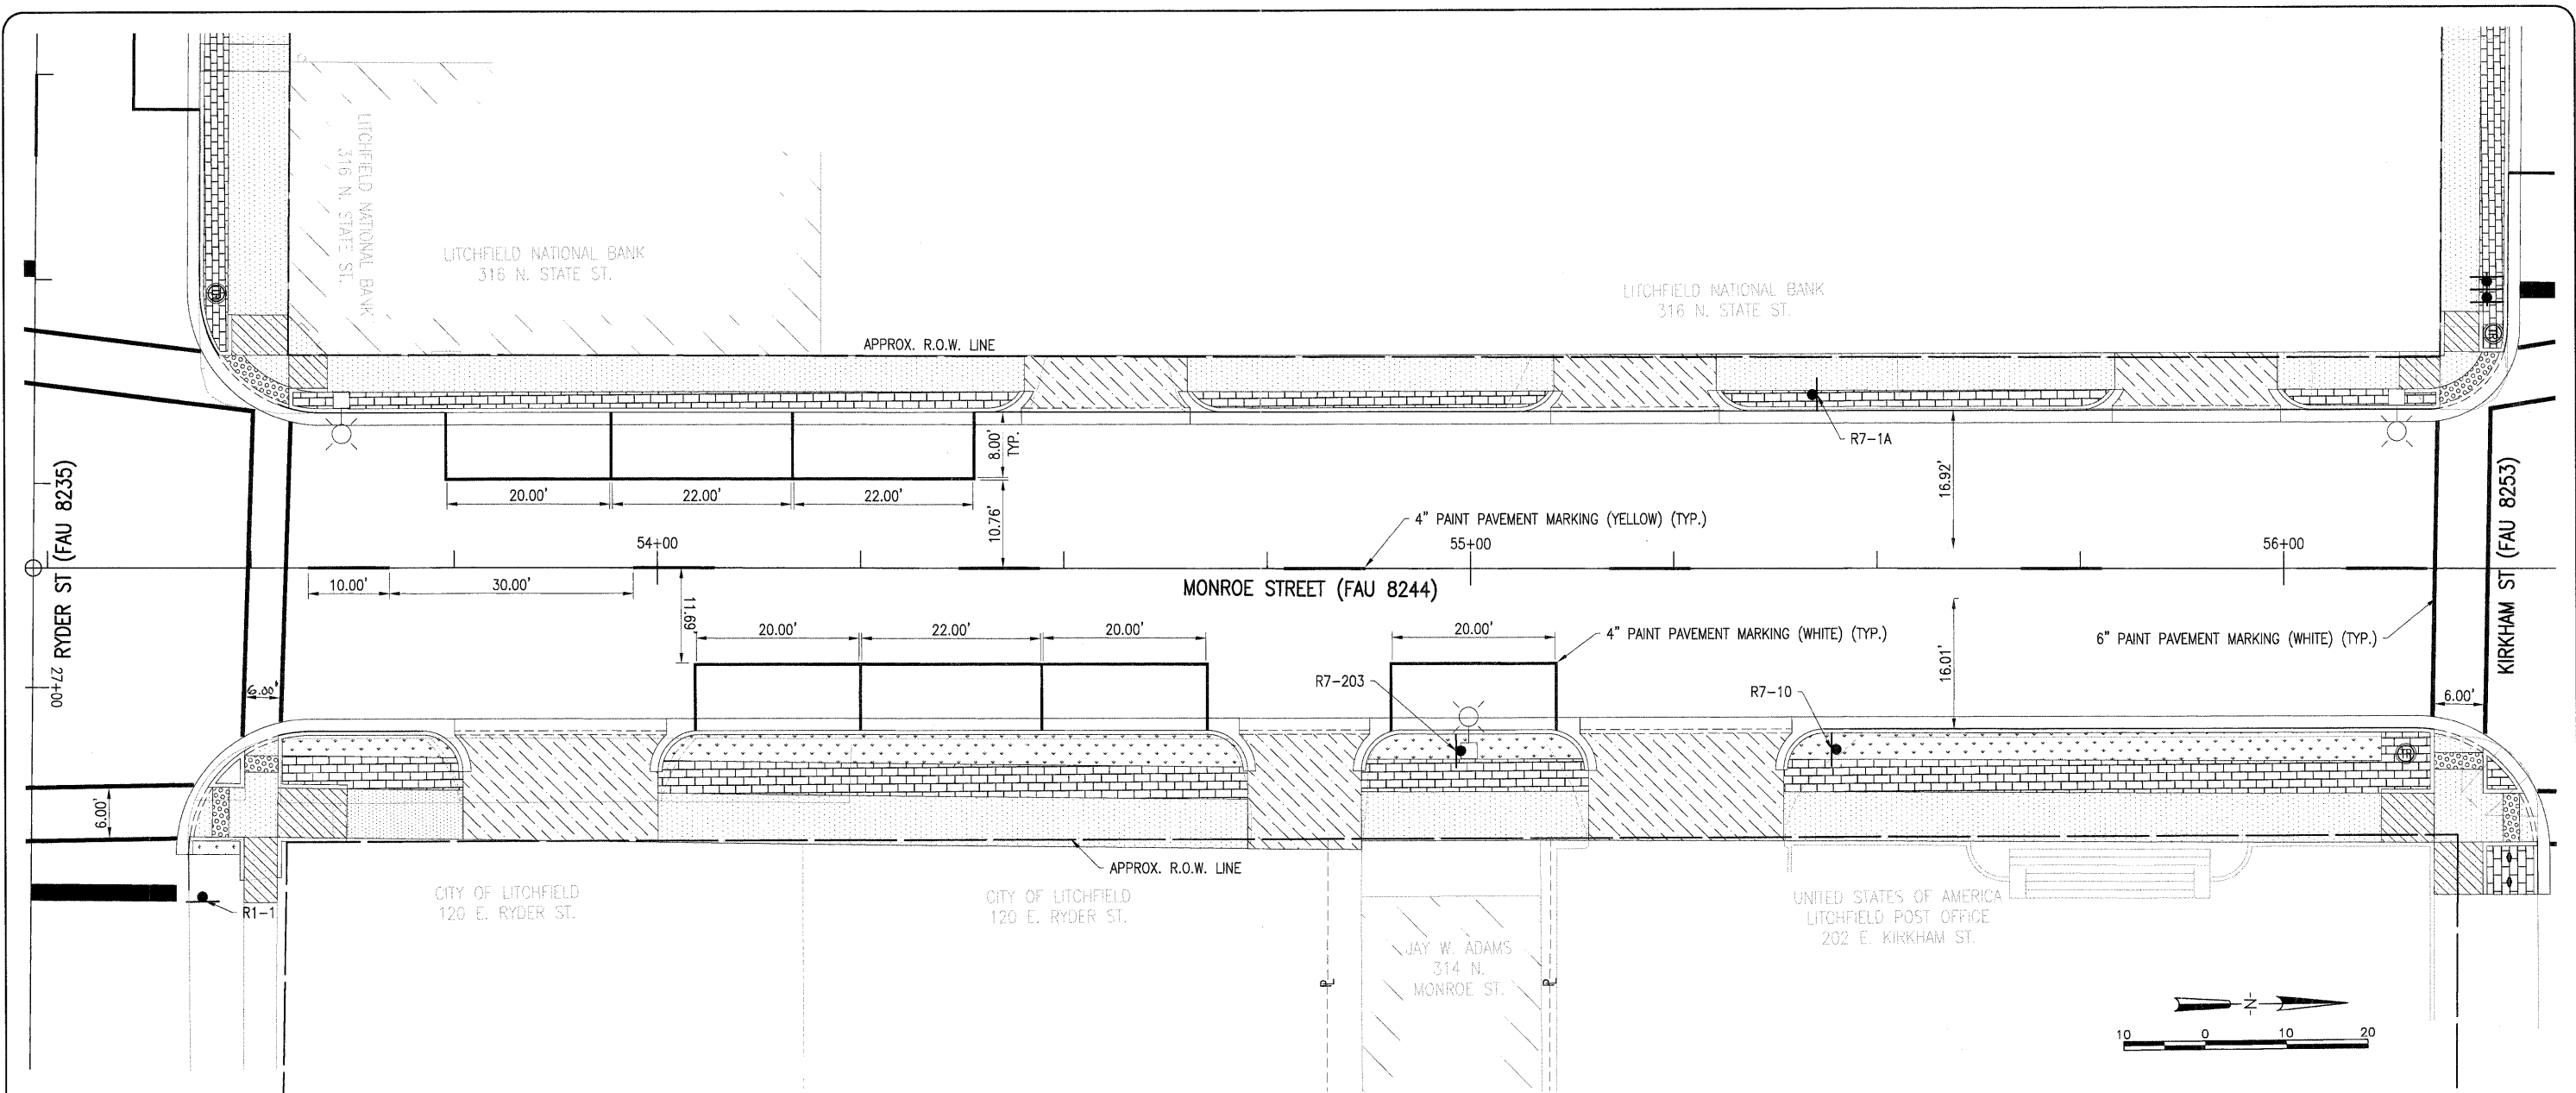 LITCHFIELD NATIONAL BANK
316 N. STATE ST.
LITCHFIELD NATIONAL BANK
316 N. STATE ST.
LITCHFIELD NATIONAL BANK
316 N. STATE ST.
APPROX. R.O.W. LINE
R7-1A
8.00'
TYP.
20.00'
22.00'
22.00'
10.76'
16.92'
4" PAINT PAVEMENT MARKING (YELLOW) (TYP.)
54+00
55+00
56+00
RYDER ST (FAU 8235)
KIRKHAM ST (FAU 8253)
10.00'
30.00'
MONROE STREET (FAU 8244)
11.69'
20.00'
22.00'
20.00'
20.00'
4" PAINT PAVEMENT MARKING (WHITE) (TYP.)
6" PAINT PAVEMENT MARKING (WHITE) (TYP.)
16.01'
27+00
6.00'
R7-203
R7-10
6.00'
6.00'
APPROX. R.O.W. LINE
R1-1
CITY OF LITCHFIELD
120 E. RYDER ST.
CITY OF LITCHFIELD
120 E. RYDER ST.
UNITED STATES OF AMERICA
LITCHFIELD POST OFFICE
202 E. KIRKHAM ST.
JAY W. ADAMS
314 N.
MONROE ST.
N
10 0 10 20